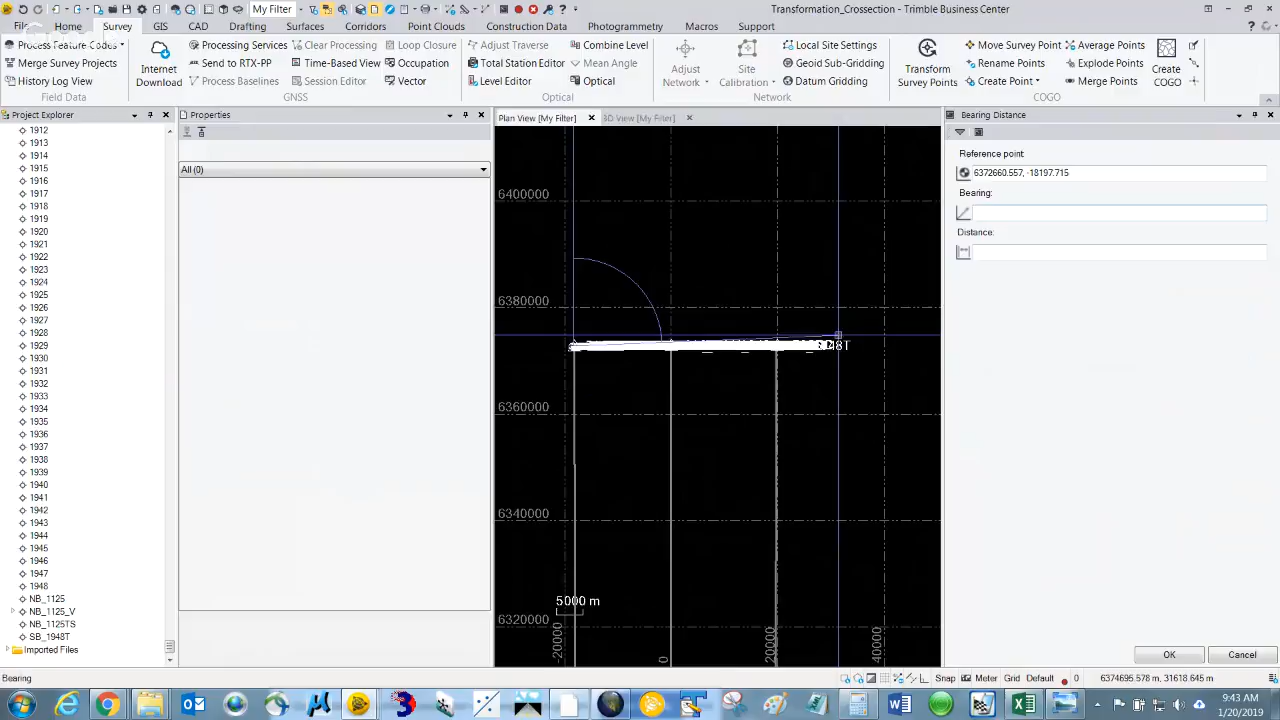 My Filter
Transformation_Crossection - Trimble Business Center
File
Home
Survey
GIS
CAD
Drafting
Surfaces
Corridors
Point Clouds
Construction Data
Photogrammetry
Macros
Support
Process Feature Codes
Merge Survey Projects
History Log View
Field Data
Internet
Download
Processing Services
Send to RTX-PP
Process Baselines
Clear Processing
Time-Based View
Session Editor
Loop Closure
Occupation
Vector
GNSS
Adjust Traverse
Total Station Editor
Level Editor
Combine Level
Mean Angle
Optical
Optical
Adjust
Network
Site
Calibration
Local Site Settings
Geoid Sub-Gridding
Datum Gridding
Network
Transform
Survey Points
Move Survey Point
Rename Points
Create Point
Average Points
Explode Points
Merge Points
Create
COGO
COGO
Project Explorer
1912
1913
1914
1915
1916
1917
1918
1919
1920
1921
1922
1923
1924
1925
1926
1927
1928
1929
1930
1931
1932
1933
1934
1935
1936
1937
1938
1939
1940
1941
1942
1943
1944
1945
1946
1947
1948
NB_1125
NB_1125_V
NB_1125TS
SB_1948T
Imported Files
Properties
All (0)
Plan View [My Filter]
3D View [My Filter]
6400000
6380000
6360000
6340000
6320000
5000 m
-20000
0
20000
40000
Bearing Distance
Reference point
6372660.557, -18197.715
Bearing:
Distance:
OK
Cancel
Bearing
Snap
Meter
Grid
Default
0
6374695.578 m, 31618.645 m
9:43 AM
1/20/2019